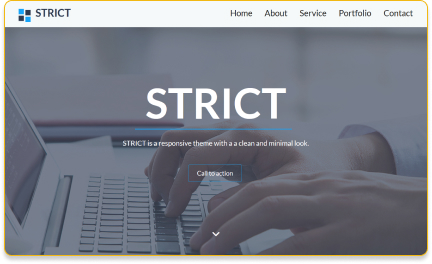 STRICT
Home About Service Portfolio Contact
STRICT
STRICT is a responsive theme with a a clean and minimal look.
Call to action